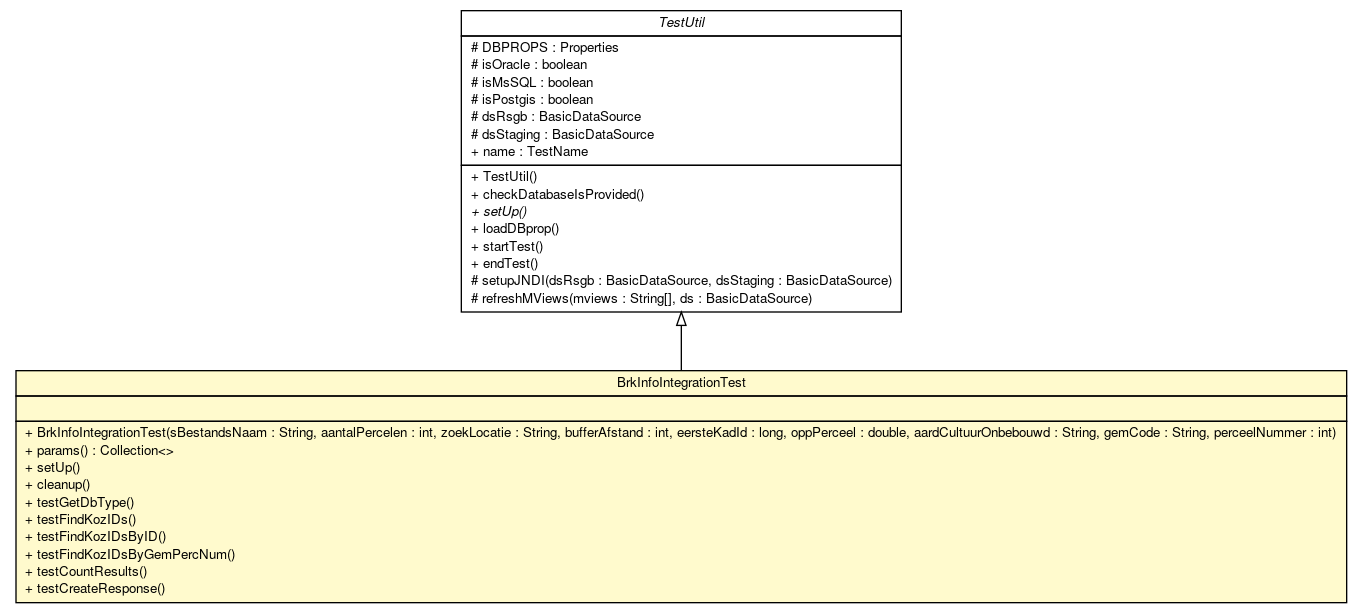 TestUtil
# DBPROPS : Properties
# isOracle : boolean
# isMsSQL : boolean
# isPostgis : boolean
# dsRsgb : BasicDataSource
# dsStaging : BasicDataSource
+ name : TestName
+ TestUtil()
+ checkDatabaseIsProvided()
+ setUp()
+ loadDBprop()
+ startTest()
+ endTest()
# setupJNDI(dsRsgb : BasicDataSource, dsStaging : BasicDataSource)
# refreshMViews(mviews : String[], ds : BasicDataSource)
BrkInfoIntegrationTest
+ BrkInfoIntegrationTest(sBestandsNaam : String, aantalPercelen : int, zoekLocatie : String, bufferAfstand : int, eersteKadId : long, oppPerceel : double, aardCultuurOnbebouwd : String, gemCode : String, perceelNummer : int)
+ params() : Collection<>
+ setUp()
+ cleanup()
+ testGetDbType()
+ testFindKozIDs()
+ testFindKozIDsByID()
+ testFindKozIDsByGemPercNum()
+ testCountResults()
+ testCreateResponse()